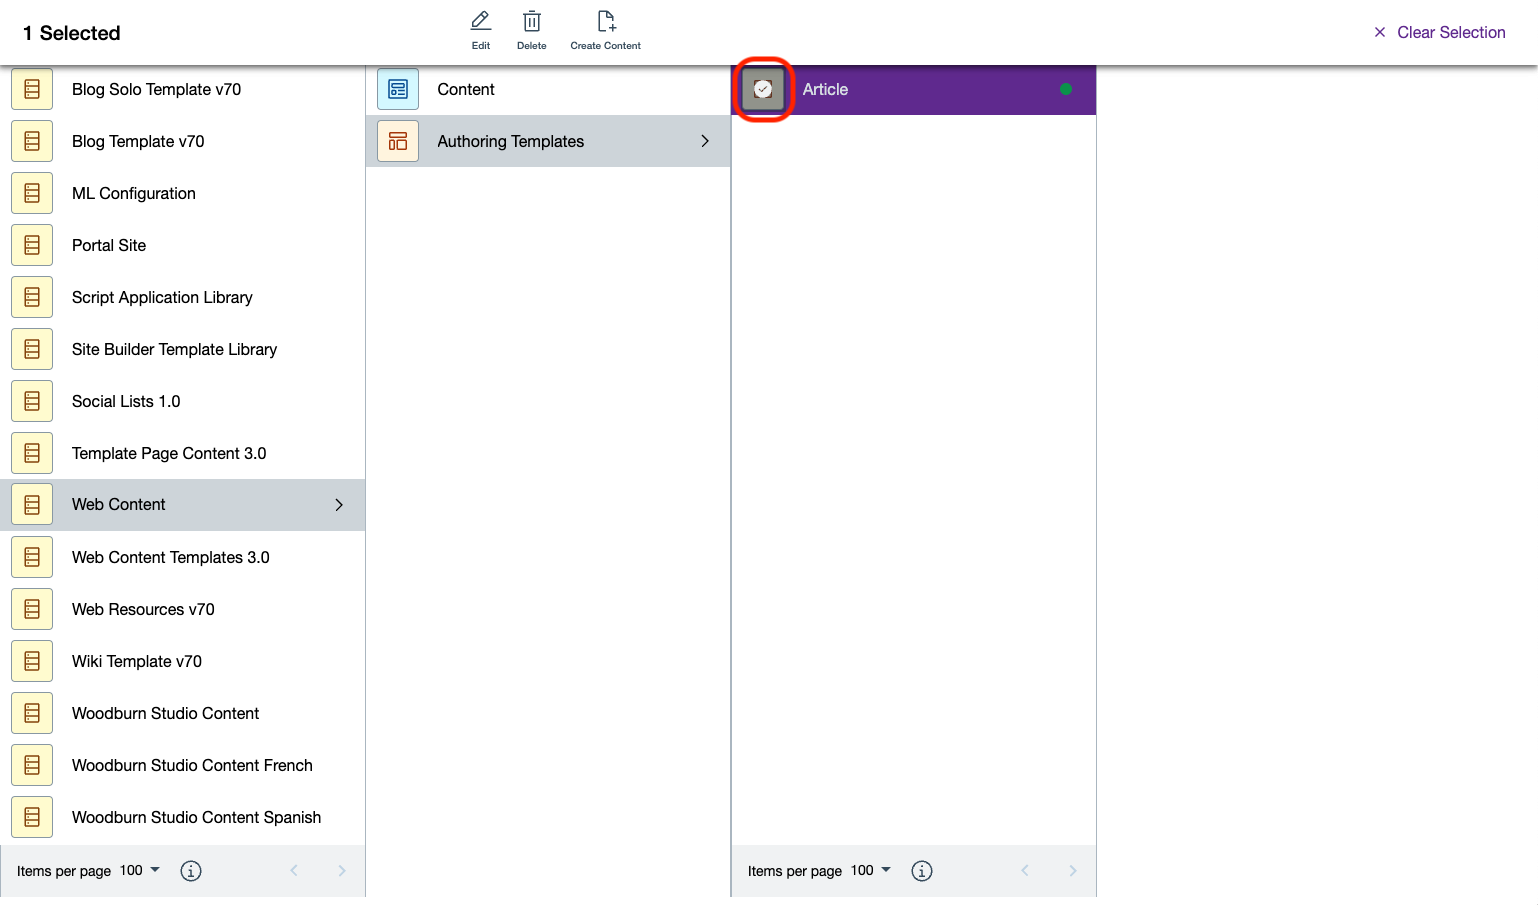 1 Selected
Edit
Delete
Create Content
Clear Selection
Blog Solo Template v70
Blog Template v70
ML Configuration
Portal Site
Script Application Library
Site Builder Template Library
Social Lists 1.0
Template Page Content 3.0
Web Content
Web Content Templates 3.0
Web Resources v70
Wiki Template v70
Woodburn Studio Content
Woodburn Studio Content French
Woodburn Studio Content Spanish
Items per page 100
Content
Authoring Templates
Article
Items per page 100